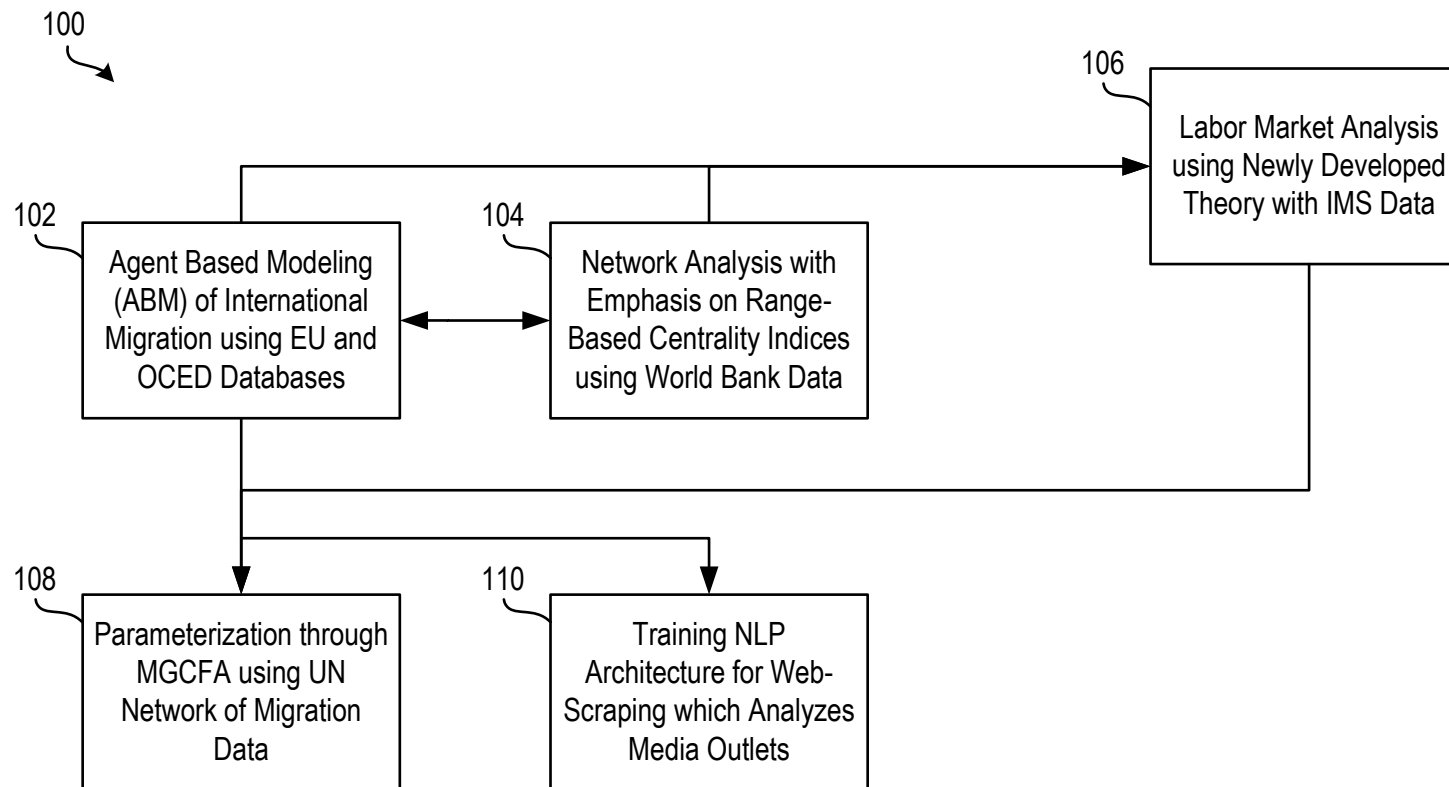 100
106
Labor Market Analysis
using Newly Developed
Theory with IMS Data
102
Agent Based Modeling
(ABM) of International
Migration using EU and
OCED Databases
104
Network Analysis with
Emphasis on Range-
Based Centrality Indices
using World Bank Data
108
Parameterization through
MGCFA using UN
Network of Migration
Data
110
Training NLP
Architecture for Web-
Scraping which Analyzes
Media Outlets